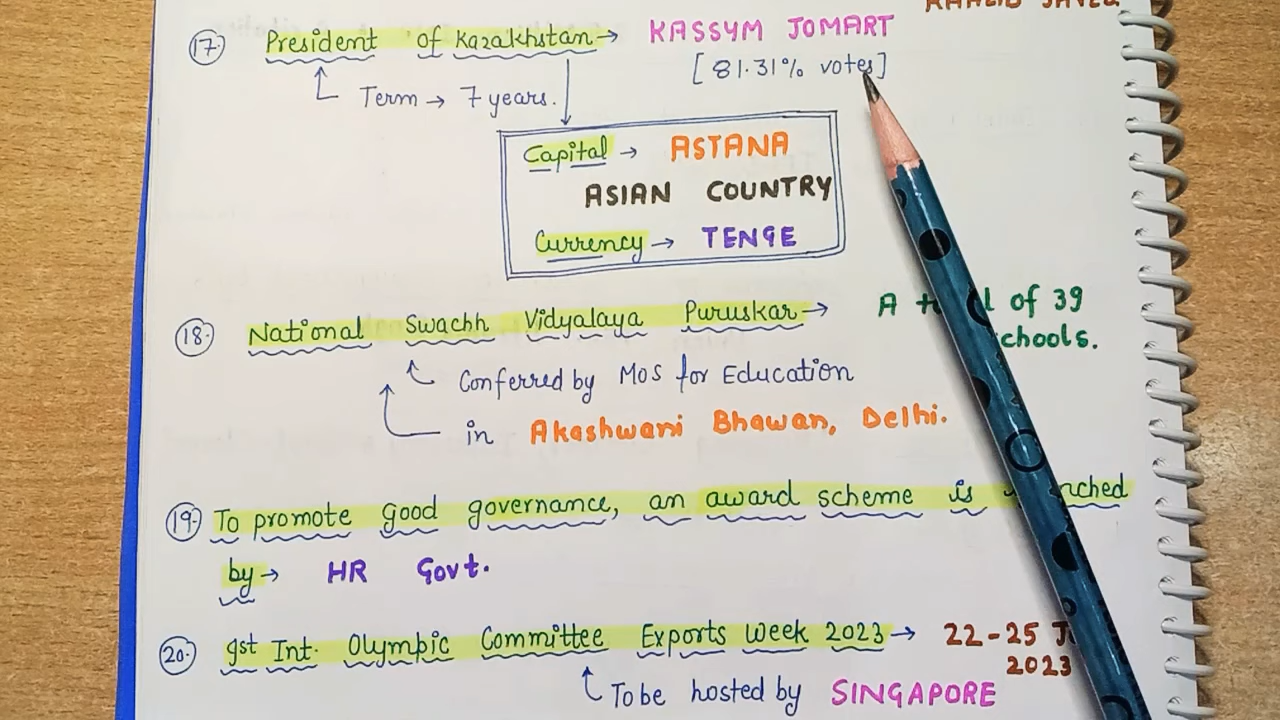 KHALID JAVED
17. President of Kazakhstan → KASSYM JOMART
[81.31% votes]
Term → 7 years.
Capital → ASTANA
ASIAN COUNTRY
Currency → TENGE
18. National Swachh Vidyalaya Puruskar → A of 39
Conferred by MoS for Education
in Akashwani Bhawan, Delhi.
19. To promote good governance, an award scheme is
by → HR Govt.
20. gst Int. Olympic Committee Exports Week 2023 → 22-25
2023
To be hosted by SINGAPORE